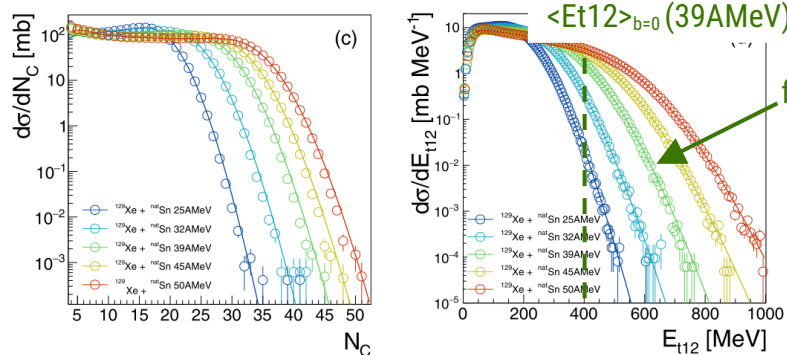 <Et12>b=0 (39AMeV)
(c)
dσ/dN_C [mb]
10²
10
1
10⁻¹
10⁻²
10⁻³
¹²⁹Xe + ⁿᵃᵗSn 25AMeV
¹²⁹Xe + ⁿᵃᵗSn 32AMeV
¹²⁹Xe + ⁿᵃᵗSn 39AMeV
¹²⁹Xe + ⁿᵃᵗSn 45AMeV
¹²⁹Xe + ⁿᵃᵗSn 50AMeV
5 10 15 20 25 30 35 40 45 50
N_C
dσ/dE_t12 [mb MeV⁻¹]
10
1
10⁻¹
10⁻²
10⁻³
10⁻⁴
10⁻⁵
f
¹²⁹Xe + ⁿᵃᵗSn 25AMeV
¹²⁹Xe + ⁿᵃᵗSn 32AMeV
¹²⁹Xe + ⁿᵃᵗSn 39AMeV
¹²⁹Xe + ⁿᵃᵗSn 45AMeV
¹²⁹Xe + ⁿᵃᵗSn 50AMeV
0 200 400 600 800 1000
E_t12 [MeV]